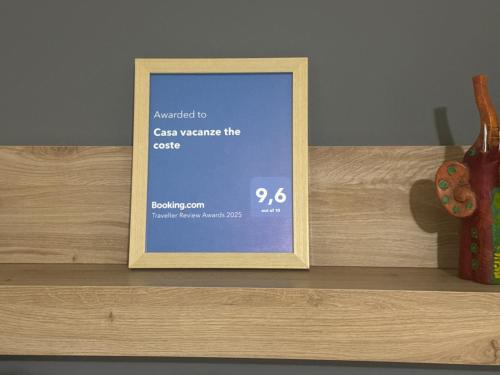 Awarded to
Casa vacanze the
coste
Booking.com
Traveller Review Awards 2025
9,6
out of 10